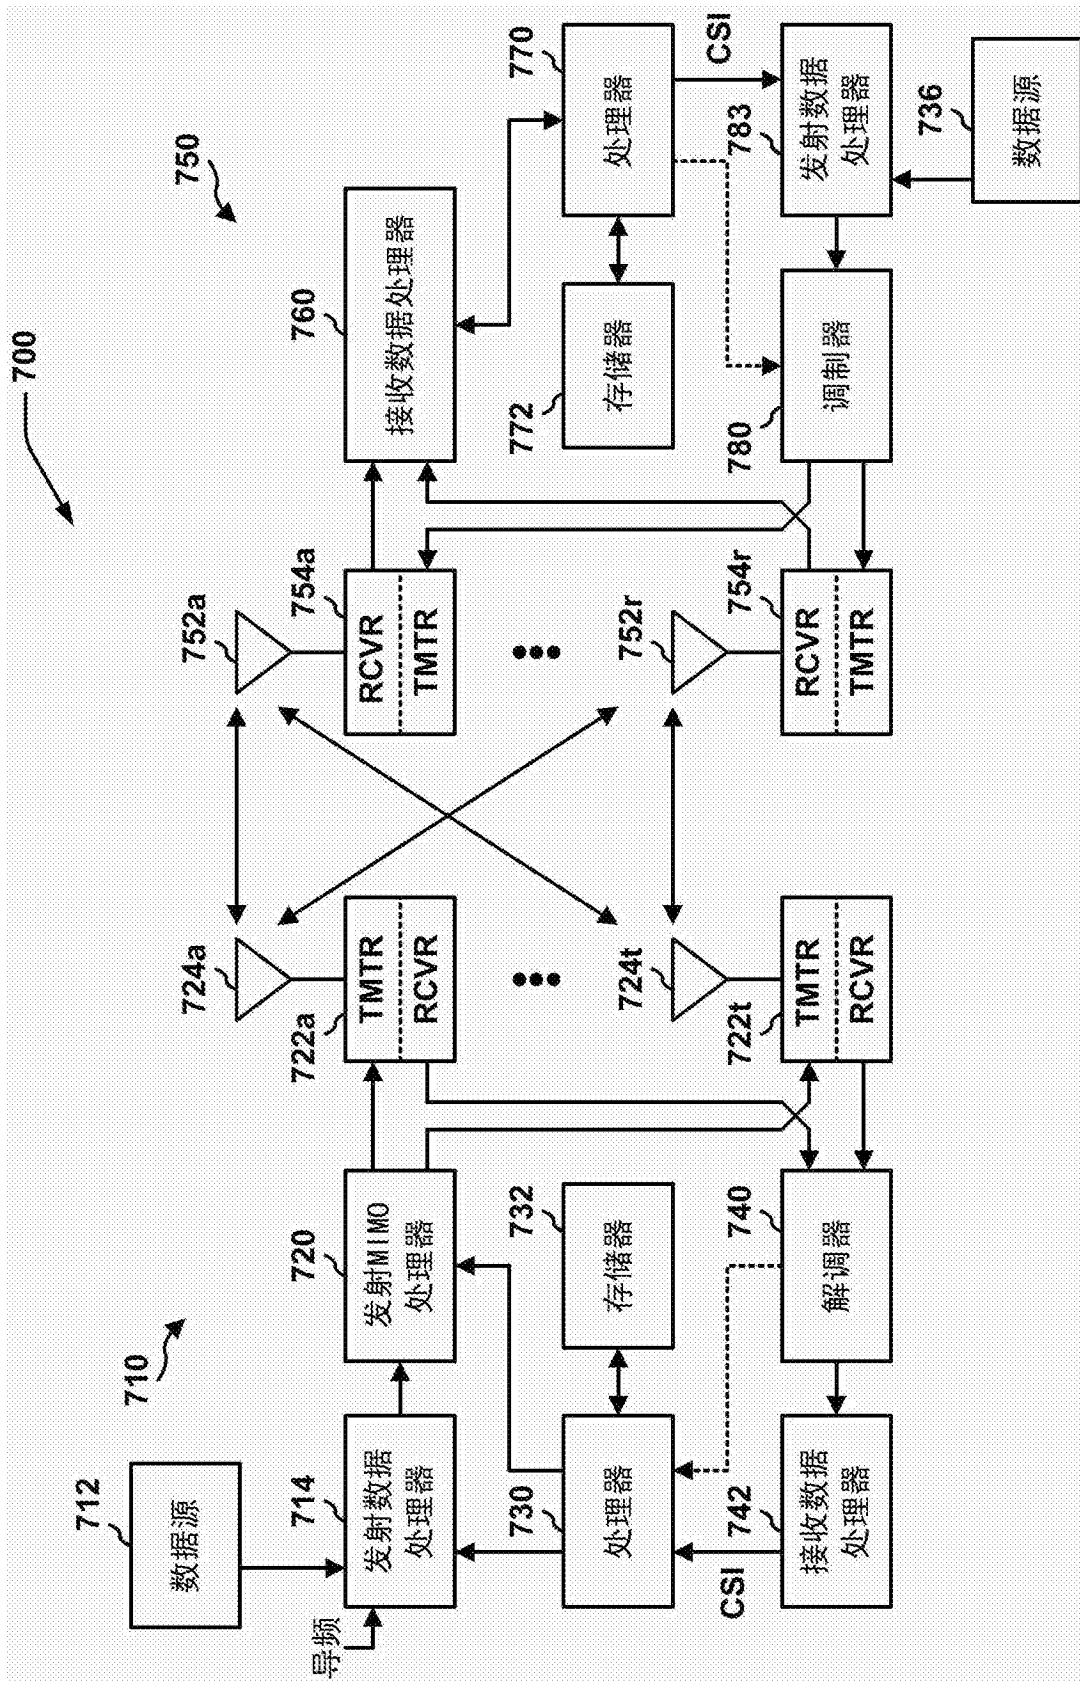 700
710
750
712
数据源
导频
714
发射数据
处理器
720
发射MIMO
处理器
722a
TMTR
RCVR
724a
752a
754a
RCVR
TMTR
760
接收数据处理器
730
处理器
732
存储器
724t
752r
772
存储器
770
处理器
CSI
CSI
742
接收数据
处理器
740
解调器
722t
TMTR
RCVR
754r
RCVR
TMTR
780
调制器
783
发射数据
处理器
736
数据源